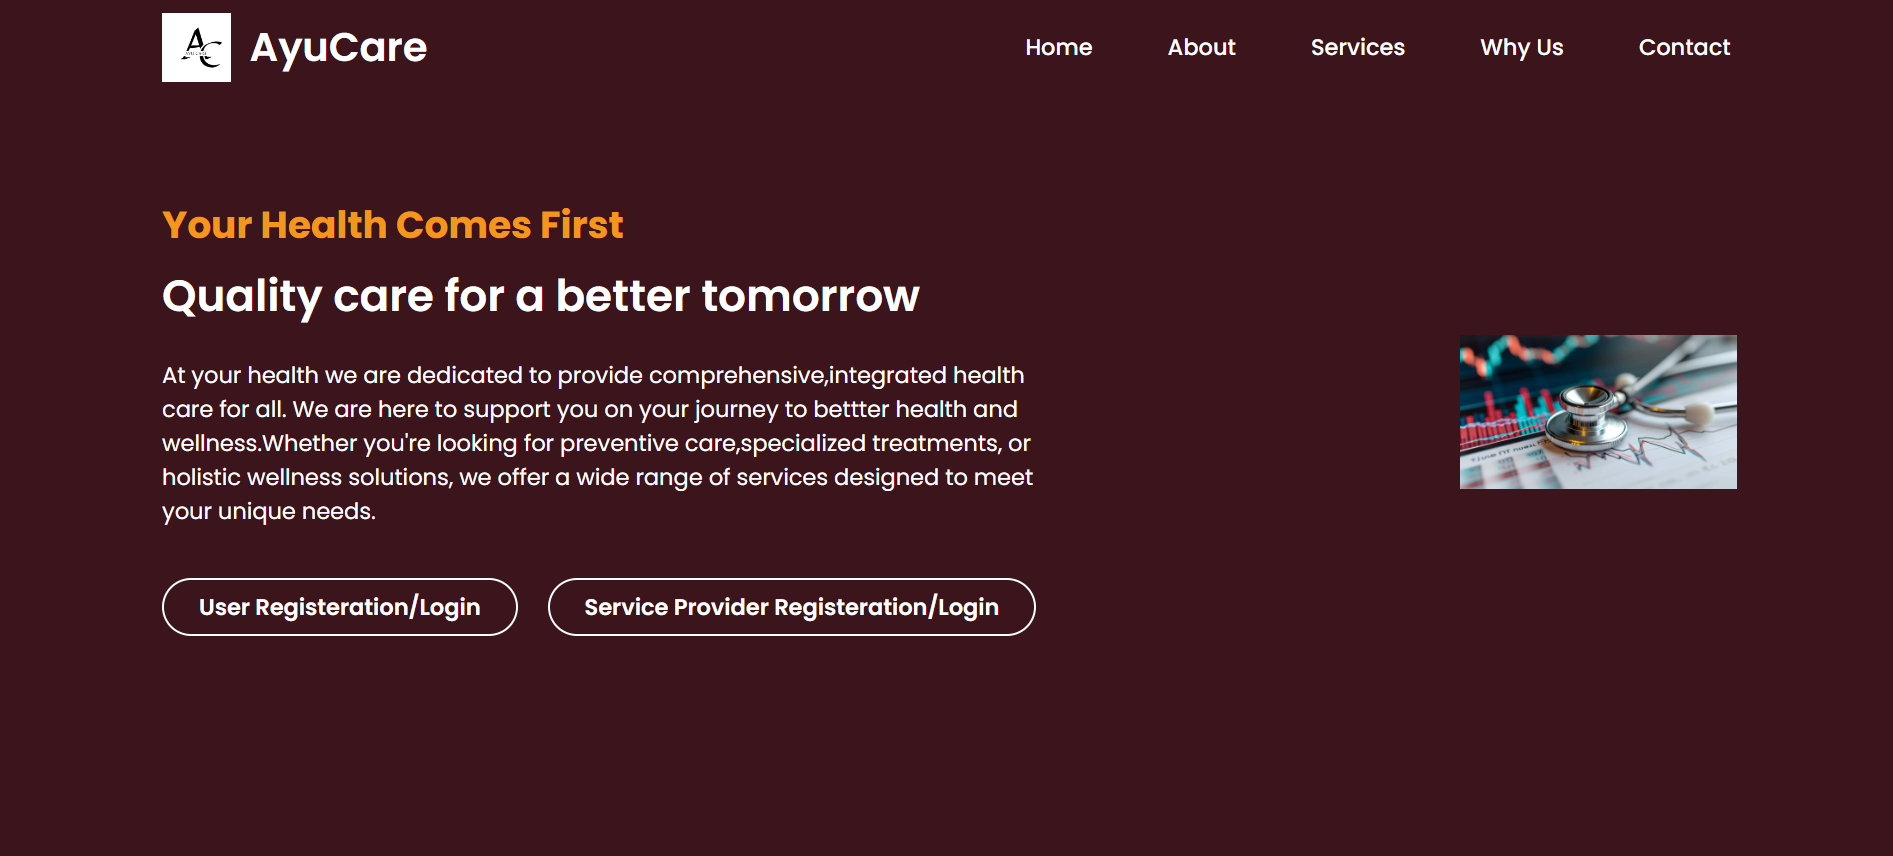 AyuCare
Home
About
Services
Why Us
Contact
Your Health Comes First
Quality care for a better tomorrow
At your health we are dedicated to provide comprehensive,integrated health
care for all. We are here to support you on your journey to bettter health and
wellness.Whether you're looking for preventive care,specialized treatments, or
holistic wellness solutions, we offer a wide range of services designed to meet
your unique needs.
User Registeration/Login
Service Provider Registeration/Login